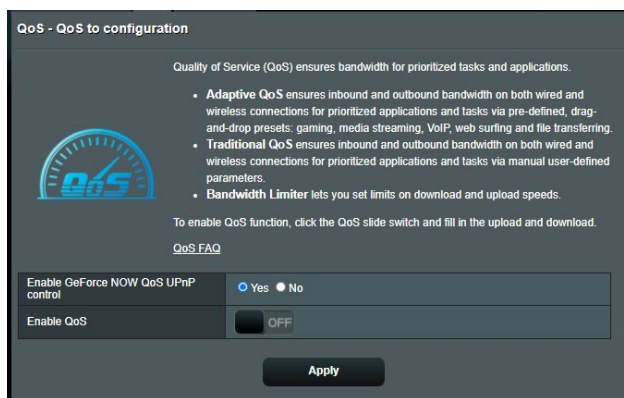 QoS - QoS to configuration
Quality of Service (QoS) ensures bandwidth for prioritized tasks and applications.
• Adaptive QoS ensures inbound and outbound bandwidth on both wired and
wireless connections for prioritized applications and tasks via pre-defined, drag-
and-drop presets: gaming, media streaming, VoIP, web surfing and file transferring.
• Traditional QoS ensures inbound and outbound bandwidth on both wired and
wireless connections for prioritized applications and tasks via manual user-defined
parameters.
• Bandwidth Limiter lets you set limits on download and upload speeds.
QoS
To enable QoS function, click the QoS slide switch and fill in the upload and download.
QoS FAQ
Enable GeForce NOW QoS UPnP
control
Yes No
Enable QoS
OFF
Apply